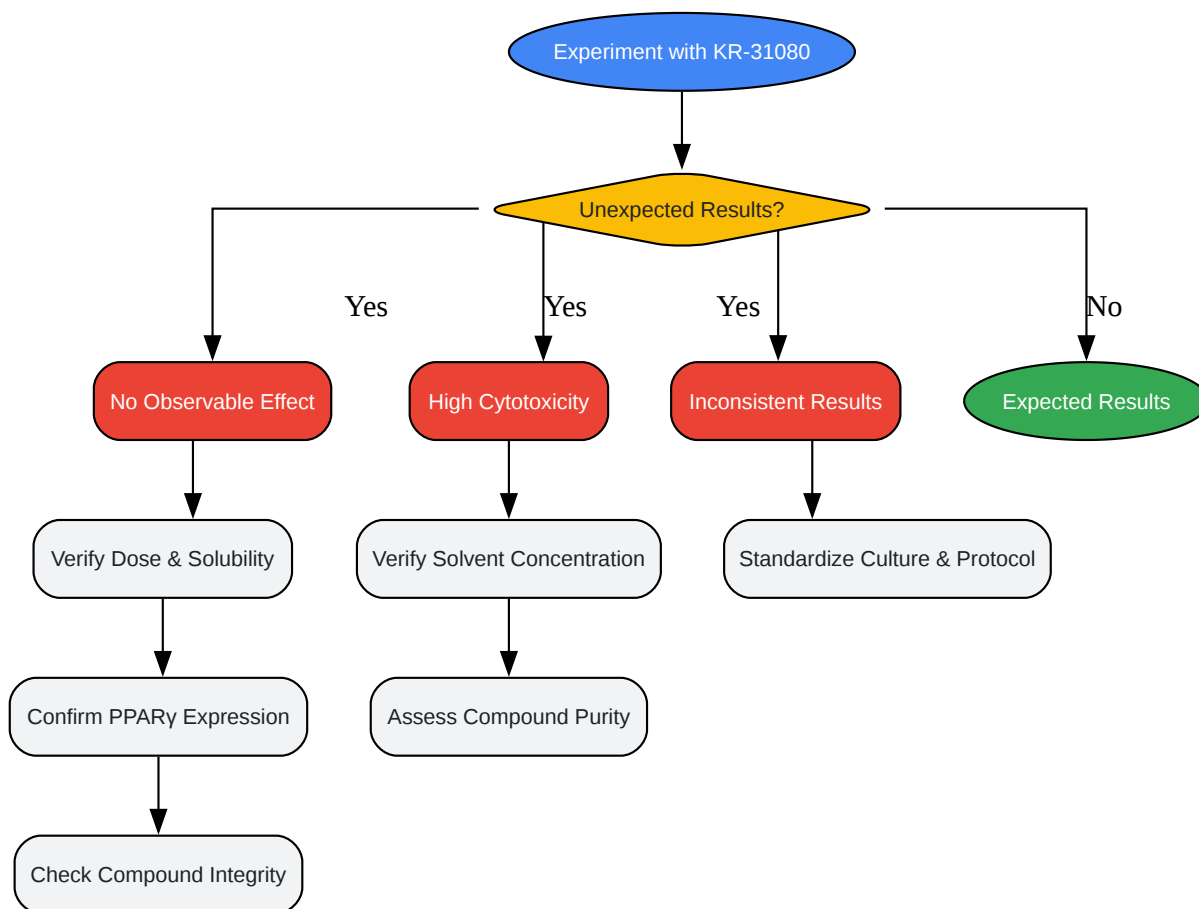 Experiment with KR-31080
Unexpected Results?
Yes
Yes
Yes
No
No Observable Effect
High Cytotoxicity
Inconsistent Results
Expected Results
Verify Dose & Solubility
Verify Solvent Concentration
Standardize Culture & Protocol
Confirm PPARγ Expression
Assess Compound Purity
Check Compound Integrity